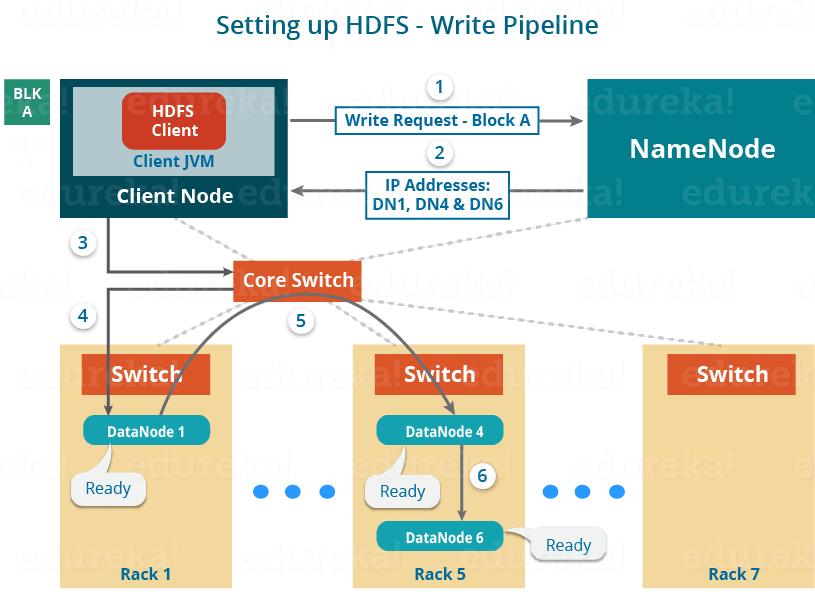 Setting up HDFS - Write Pipeline
BLK
A
HDFS
Client
Client JVM
Client Node
1
Write Request - Block A
2
IP Addresses:
DN1, DN4 & DN6
NameNode
3
Core Switch
4
5
Switch
Switch
Switch
DataNode 1
DataNode 4
Ready
Ready
6
DataNode 6
Ready
Rack 1
Rack 5
Rack 7
edureka!